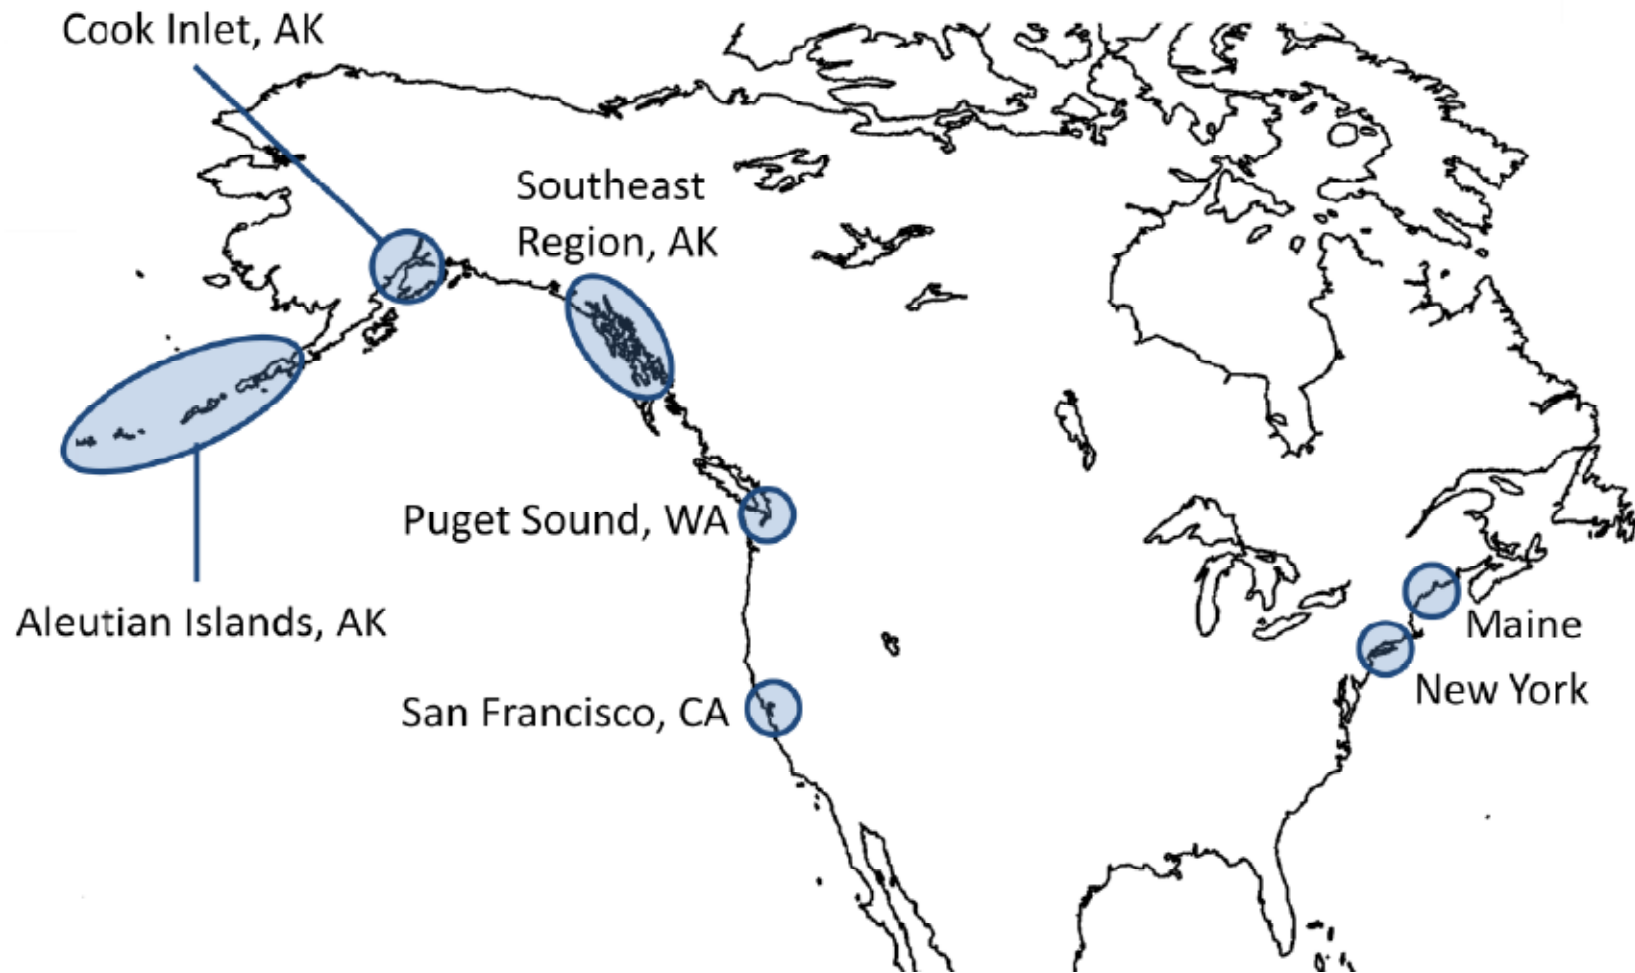 Cook Inlet, AK
Southeast
Region, AK
Puget Sound, WA
Aleutian Islands, AK
Maine
New York
San Francisco, CA